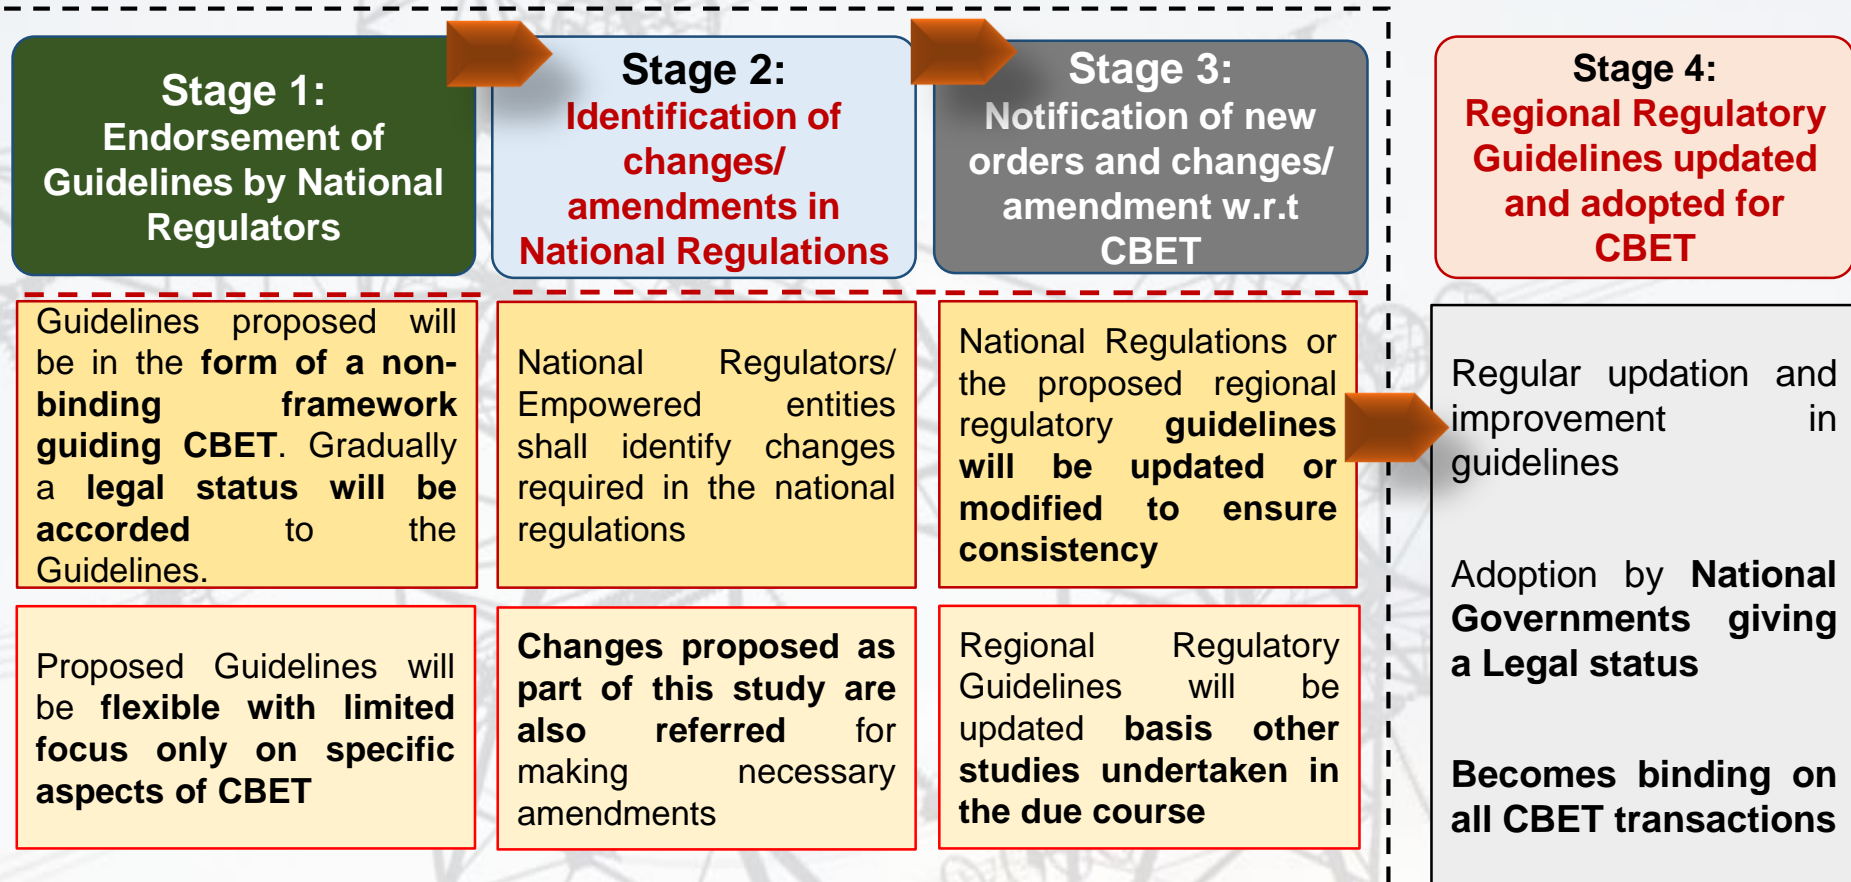 Stage 1:
Endorsement of
Guidelines by National
Regulators
Stage 2:
Identification of
changes/
amendments in
National Regulations
Stage 3:
Notification of new
orders and changes/
amendment w.r.t
CBET
Stage 4:
Regional Regulatory
Guidelines updated
and adopted for
CBET
Guidelines proposed will
be in the form of a non-
binding framework
guiding CBET. Gradually
a legal status will be
accorded to the
Guidelines.
National Regulators/
Empowered entities
shall identify changes
required in the national
regulations
National Regulations or
the proposed regional
regulatory guidelines
will be updated or
modified to ensure
consistency
Regular updation and
improvement in
guidelines
Adoption by National
Governments giving
a Legal status
Becomes binding on
all CBET transactions
Proposed Guidelines will
be flexible with limited
focus only on specific
aspects of CBET
Changes proposed as
part of this study are
also referred for
making necessary
amendments
Regional Regulatory
Guidelines will be
updated basis other
studies undertaken in
the due course